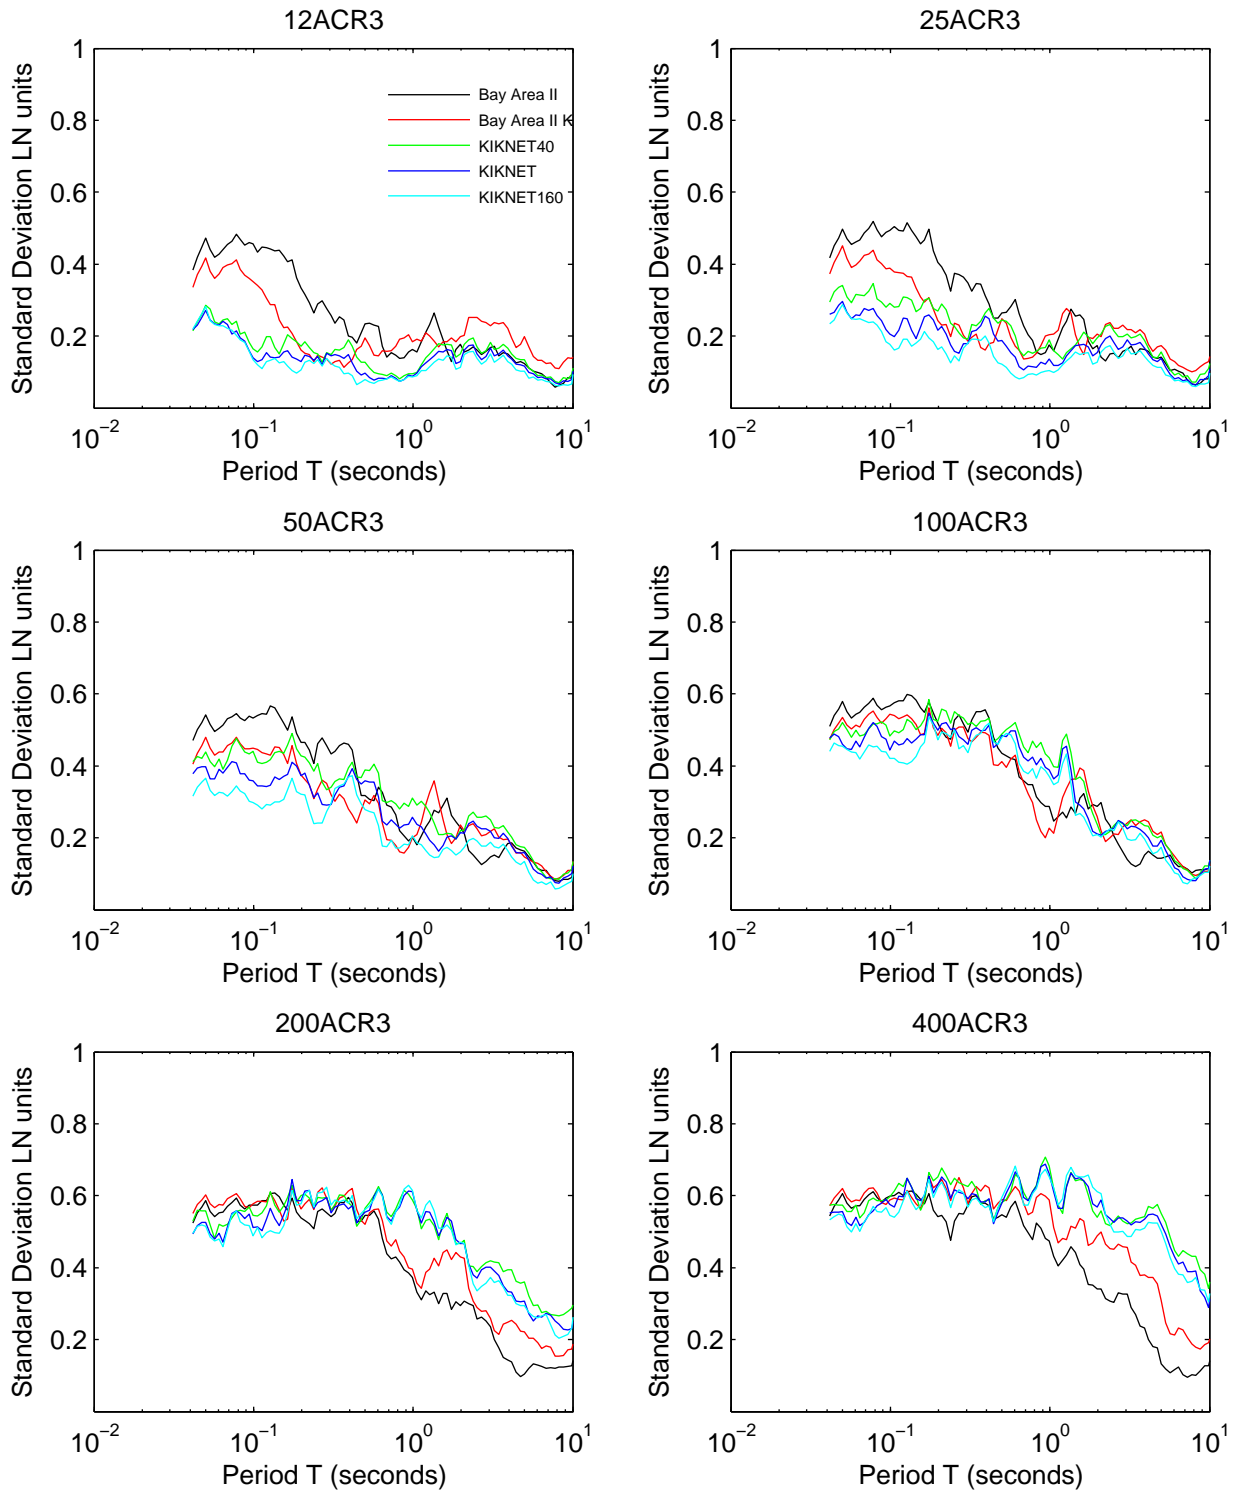 12ACR3
1
0.8
0.6
0.4
0.2
Standard Deviation LN units
Bay Area II
Bay Area II K
KIKNET40
KIKNET
KIKNET160
10−2 10−1 100 101
Period T (seconds)
25ACR3
1
0.8
0.6
0.4
0.2
Standard Deviation LN units
10−2 10−1 100 101
Period T (seconds)
50ACR3
1
0.8
0.6
0.4
0.2
Standard Deviation LN units
10−2 10−1 100 101
Period T (seconds)
100ACR3
1
0.8
0.6
0.4
0.2
Standard Deviation LN units
10−2 10−1 100 101
Period T (seconds)
200ACR3
1
0.8
0.6
0.4
0.2
Standard Deviation LN units
10−2 10−1 100 101
Period T (seconds)
400ACR3
1
0.8
0.6
0.4
0.2
Standard Deviation LN units
10−2 10−1 100 101
Period T (seconds)